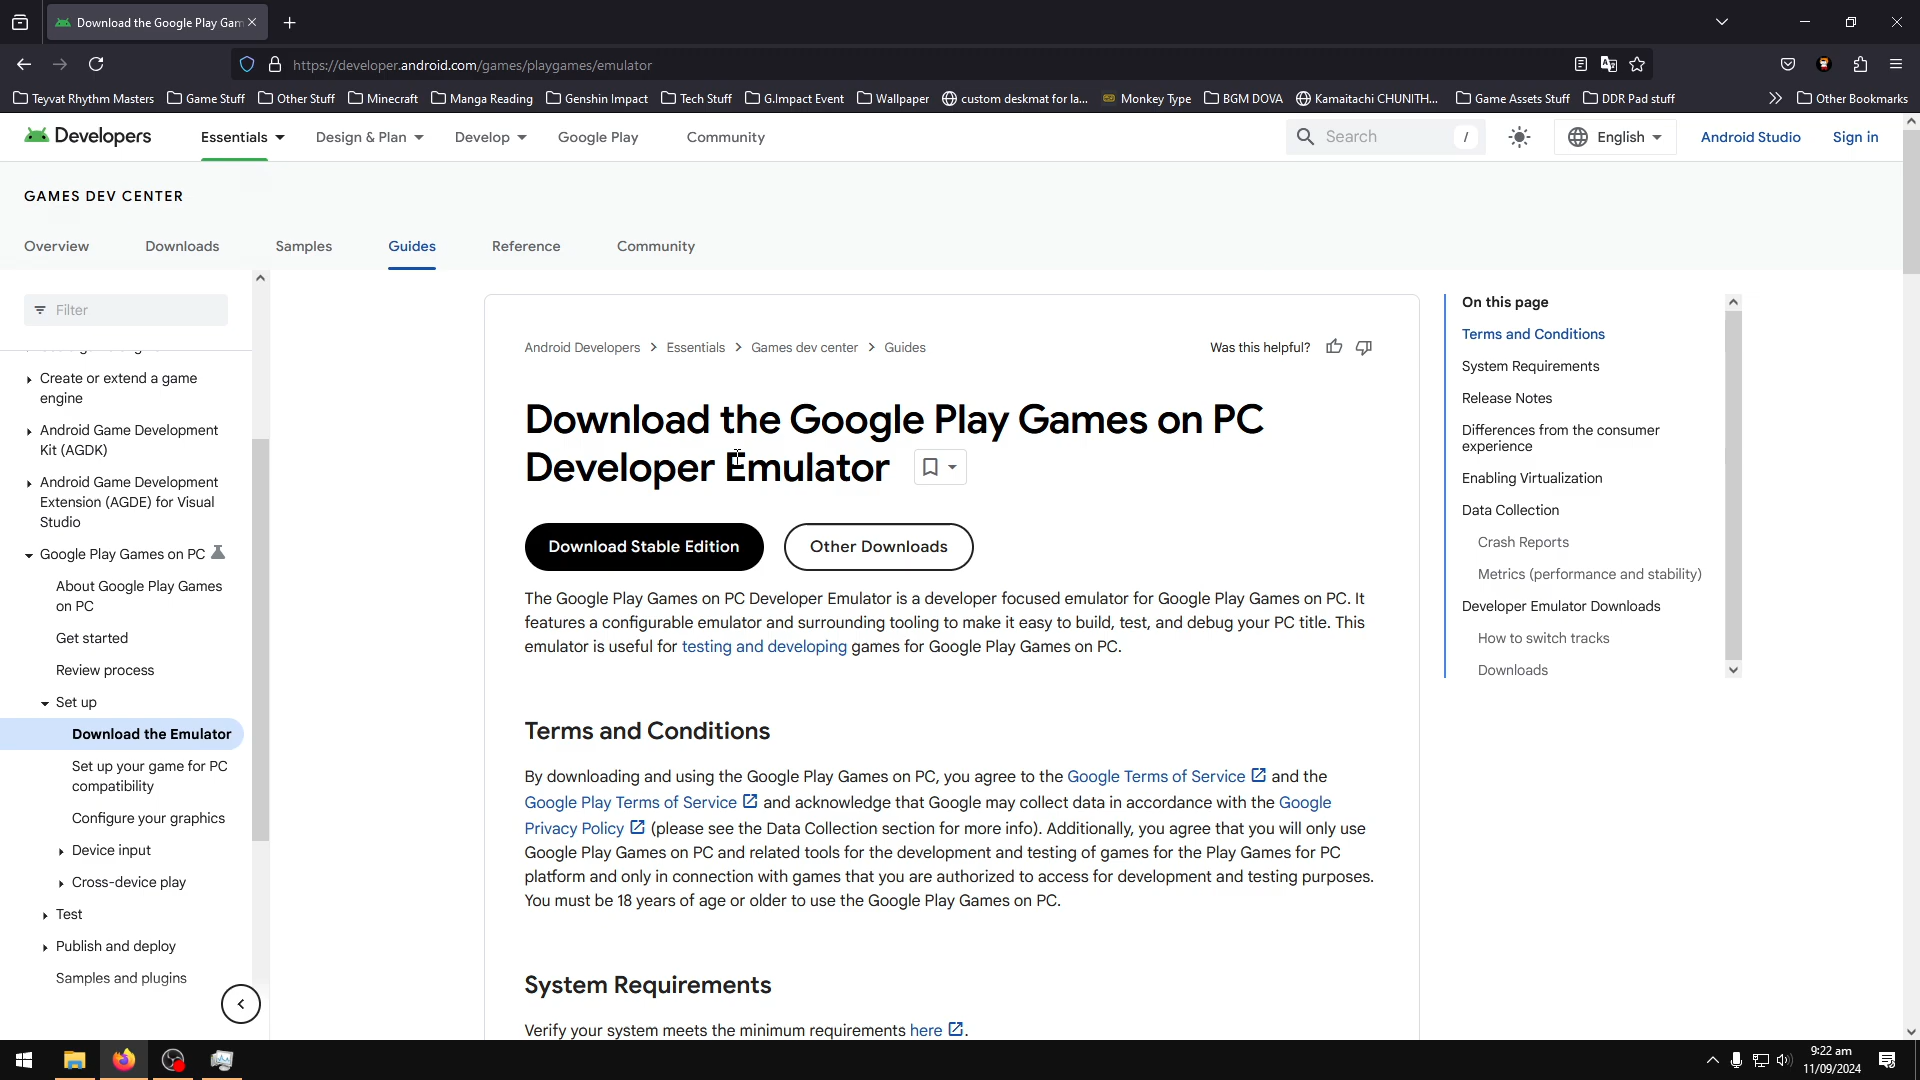 Download the Google Play Gam
https://developer.android.com/games/playgames/emulator
Teyvat Rhythm Masters
Game Stuff
Other Stuff
Minecraft
Manga Reading
Genshin Impact
Tech Stuff
G.Impact Event
Wallpaper
custom deskmat for la...
Monkey Type
BGM DOVA
Kamaitachi CHUNITH...
Game Assets Stuff
DDR Pad stuff
Other Bookmarks
Developers
Essentials
Design & Plan
Develop
Google Play
Community
Search
/
English
Android Studio
Sign in
GAMES DEV CENTER
Overview
Downloads
Samples
Guides
Reference
Community
Filter
Create or extend a game
engine
Android Game Development
Kit (AGDK)
Android Game Development
Extension (AGDE) for Visual
Studio
Google Play Games on PC
About Google Play Games
on PC
Get started
Review process
Set up
Download the Emulator
Set up your game for PC
compatibility
Configure your graphics
Device input
Cross-device play
Test
Publish and deploy
Samples and plugins
Android Developers > Essentials > Games dev center > Guides
Was this helpful?
Download the Google Play Games on PC
Developer Emulator
Download Stable Edition
Other Downloads
The Google Play Games on PC Developer Emulator is a developer focused emulator for Google Play Games on PC. It
features a configurable emulator and surrounding tooling to make it easy to build, test, and debug your PC title. This
emulator is useful for testing and developing games for Google Play Games on PC.
Terms and Conditions
By downloading and using the Google Play Games on PC, you agree to the Google Terms of Service and the
Google Play Terms of Service and acknowledge that Google may collect data in accordance with the Google
Privacy Policy (please see the Data Collection section for more info). Additionally, you agree that you will only use
Google Play Games on PC and related tools for the development and testing of games for the Play Games for PC
platform and only in connection with games that you are authorized to access for development and testing purposes.
You must be 18 years of age or older to use the Google Play Games on PC.
System Requirements
Verify your system meets the minimum requirements here.
On this page
Terms and Conditions
System Requirements
Release Notes
Differences from the consumer
experience
Enabling Virtualization
Data Collection
Crash Reports
Metrics (performance and stability)
Developer Emulator Downloads
How to switch tracks
Downloads
9:22 am
11/09/2024